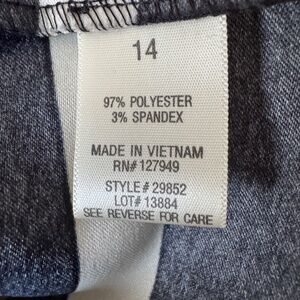 14
97% POLYESTER
3% SPANDEX
MADE IN VIETNAM
RN# 127949
STYLE # 29852
LOT# 13884
SEE REVERSE FOR CARE